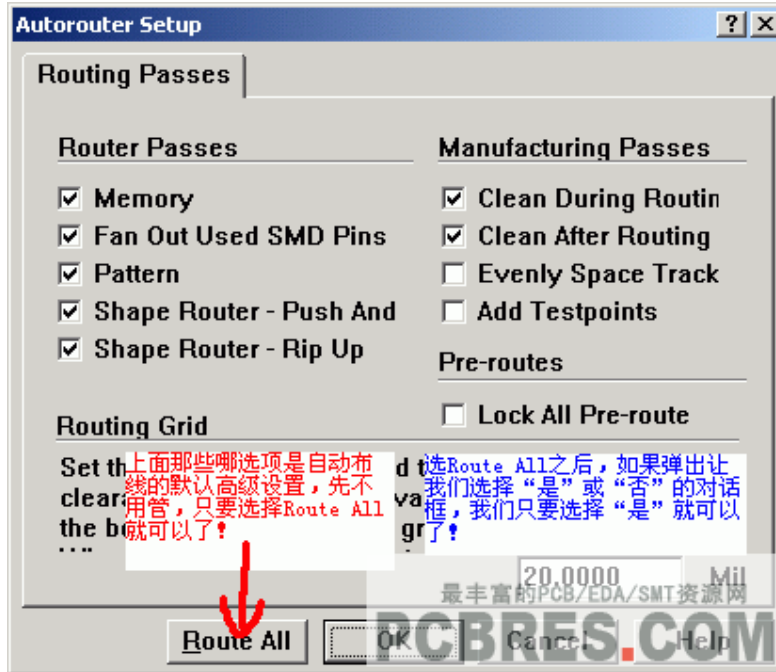 Autorouter Setup
Routing Passes
Router Passes
Memory
Fan Out Used SMD Pins
Pattern
Shape Router - Push And
Shape Router - Rip Up
Manufacturing Passes
Clean During Routin
Clean After Routing
Evenly Space Track
Add Testpoints
Pre-routes
Lock All Pre-route
Routing Grid
Set th
clear
the b
上面那些哪选项是自动布
线的默认高级设置，先不
用管，只要选择Route All
就可以了！
d t
va
gr
选Route All之后，如果弹出让
我们选择“是”或“否”的对话
框，我们只要选择“是”就可以
了！
20.0000 Mil
最丰富的PCB/EDA/SMT资源网
PCBRES.COM
Route All
OK
Cancel
Help